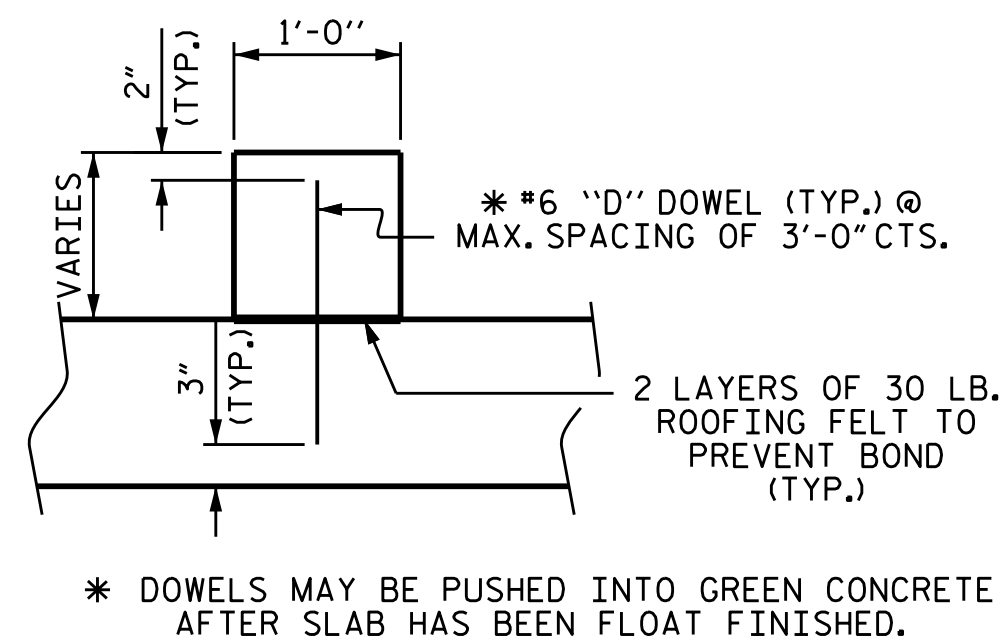 1'-0"
2"
(TYP.)
VARIES
* #6 "D" DOWEL (TYP.) @
MAX. SPACING OF 3'-0" CTS.
3"
(TYP.)
2 LAYERS OF 30 LB.
ROOFING FELT TO
PREVENT BOND
(TYP.)
* DOWELS MAY BE PUSHED INTO GREEN CONCRETE
AFTER SLAB HAS BEEN FLOAT FINISHED.